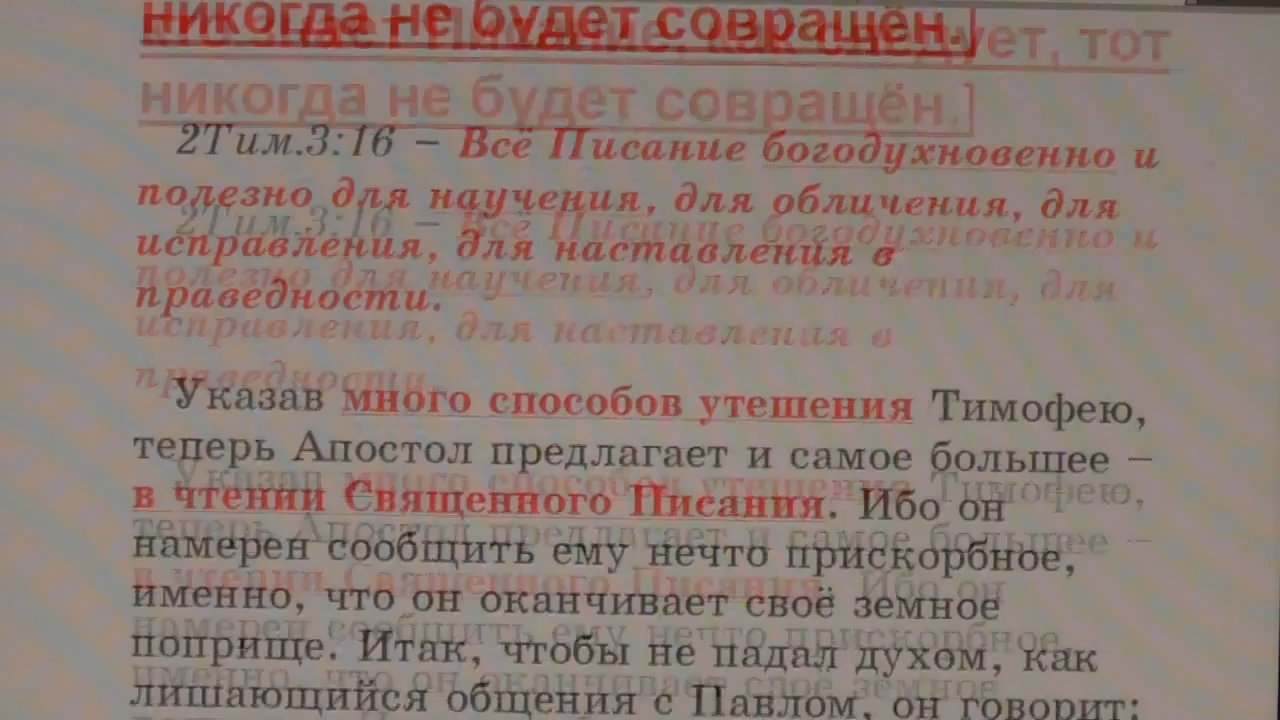 никогда не будет совращён.]
2Тим.3:16 – Всё Писание богодухновенно и
полезно для научения, для обличения, для
исправления, для наставления в
праведности.
Указав много способов утешения Тимофею,
теперь Апостол предлагает и самое большее –
в чтении Священного Писания. Ибо он
намерен сообщить ему нечто прискорбное,
именно, что он оканчивает своё земное
поприще. Итак, чтобы не падал духом, как
лишающийся общения с Павлом, он говорит: